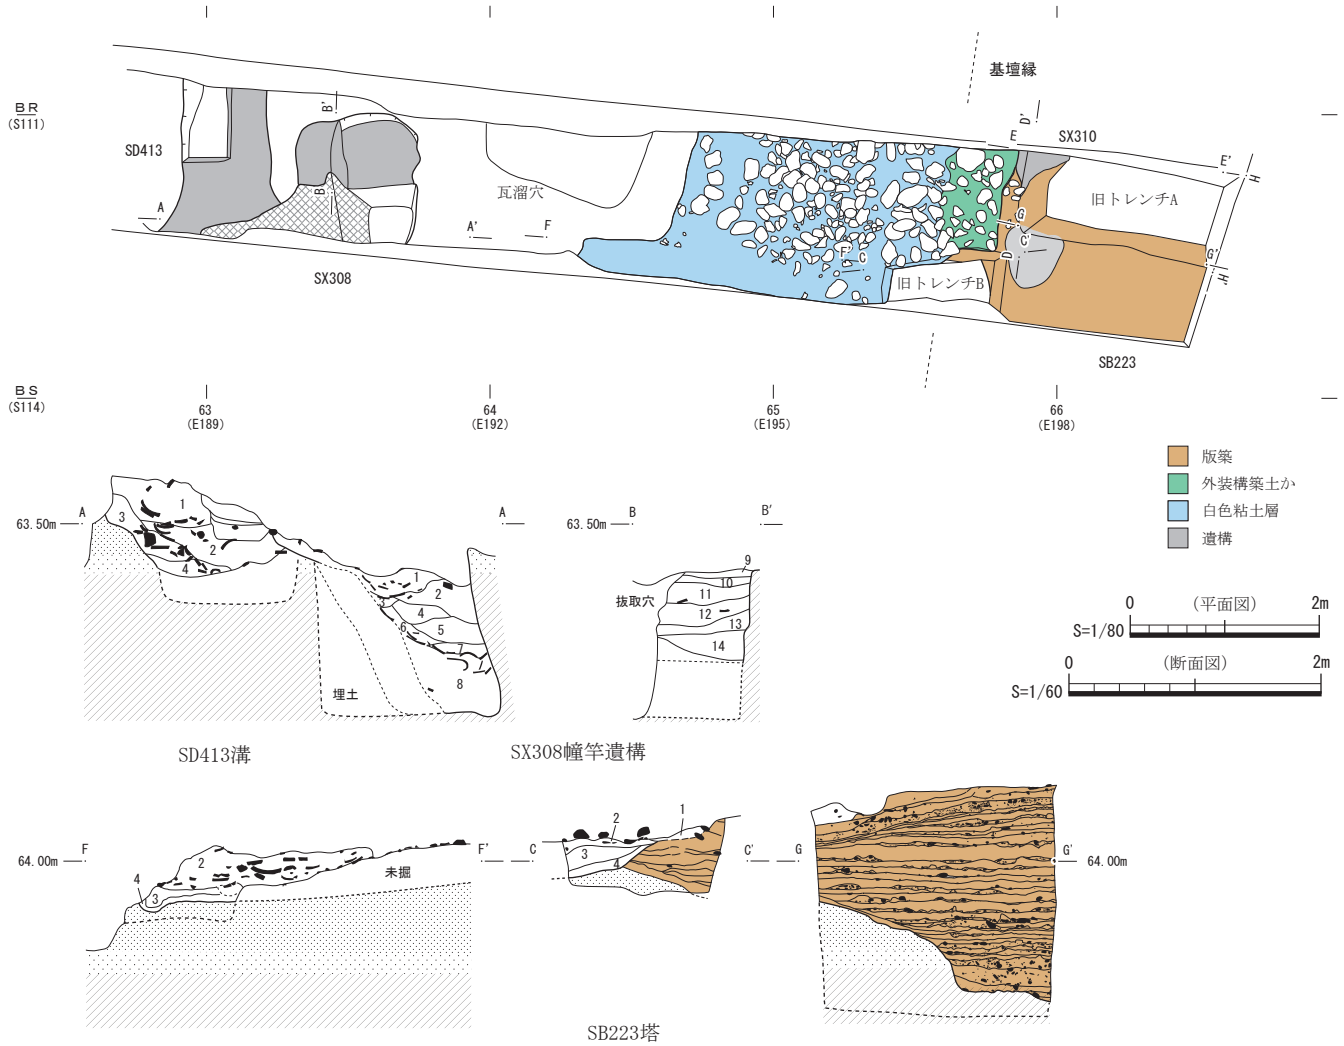 基壇縁
BR
(S111)
SD413
B'
D'
E
SX310
E'
H
瓦溜穴
旧トレンチA
A
B
A'
F
F'
C
G
C'
D
G'
H'
旧トレンチB
SX308
SB223
BS
(S114)
63
(E189)
64
(E192)
65
(E195)
66
(E198)
版築
外装構築土か
白色粘土層
遺構
0 (平面図) 2m
S=1/80
0 (断面図) 2m
S=1/60
A
63.50m
A
1
3
2
4
1
2
3
4
5
6
7
8
埋土
B
63.50m
B'
抜取穴
9
10
11
12
13
14
SD413溝
SX308幢竿遺構
F
64.00m
F'
2
4
3
未掘
C
C'
1
2
3
4
G
G'
64.00m
SB223塔